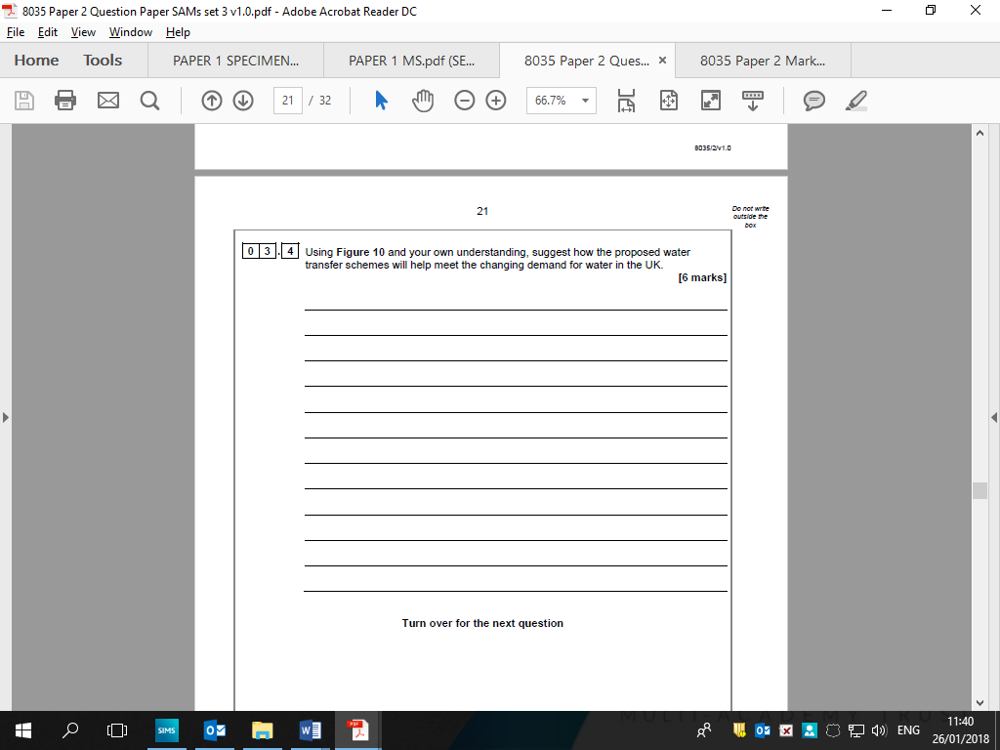 8035 Paper 2 Question Paper SAMs set 3 v1.0.pdf - Adobe Acrobat Reader DC
File Edit View Window Help
Home Tools PAPER 1 SPECIMEN... PAPER 1 MS.pdf (SE... 8035 Paper 2 Ques... × 8035 Paper 2 Mark...
21 / 32 66.7%
8035/2/v1.0
21
Do not write
outside the
box
0 3 . 4 Using Figure 10 and your own understanding, suggest how the proposed water
transfer schemes will help meet the changing demand for water in the UK.
[6 marks]
Turn over for the next question
MULTI ACADEMY TRUS
SIMS ENG 11:40
26/01/2018